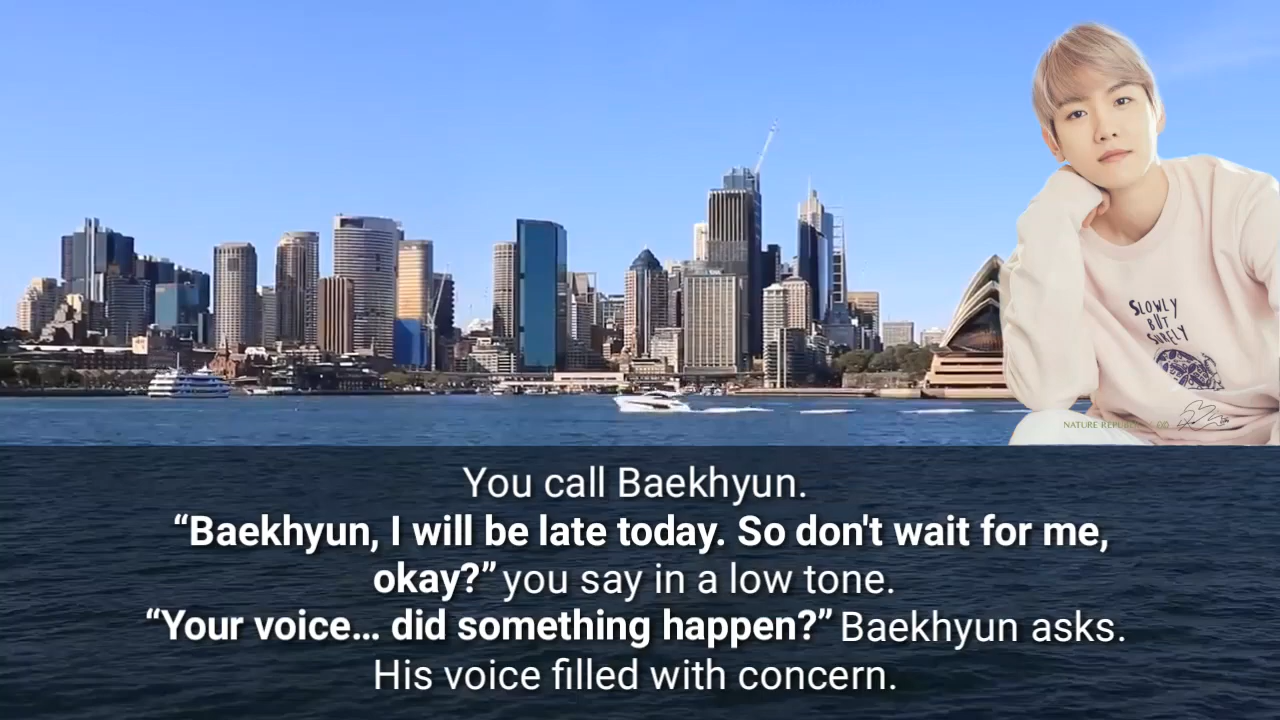 SLOWLY
BUT
SURELY
NATURE REPUBLIC
You call Baekhyun.
“Baekhyun, I will be late today. So don't wait for me,
okay?” you say in a low tone.
“Your voice... did something happen?” Baekhyun asks.
His voice filled with concern.